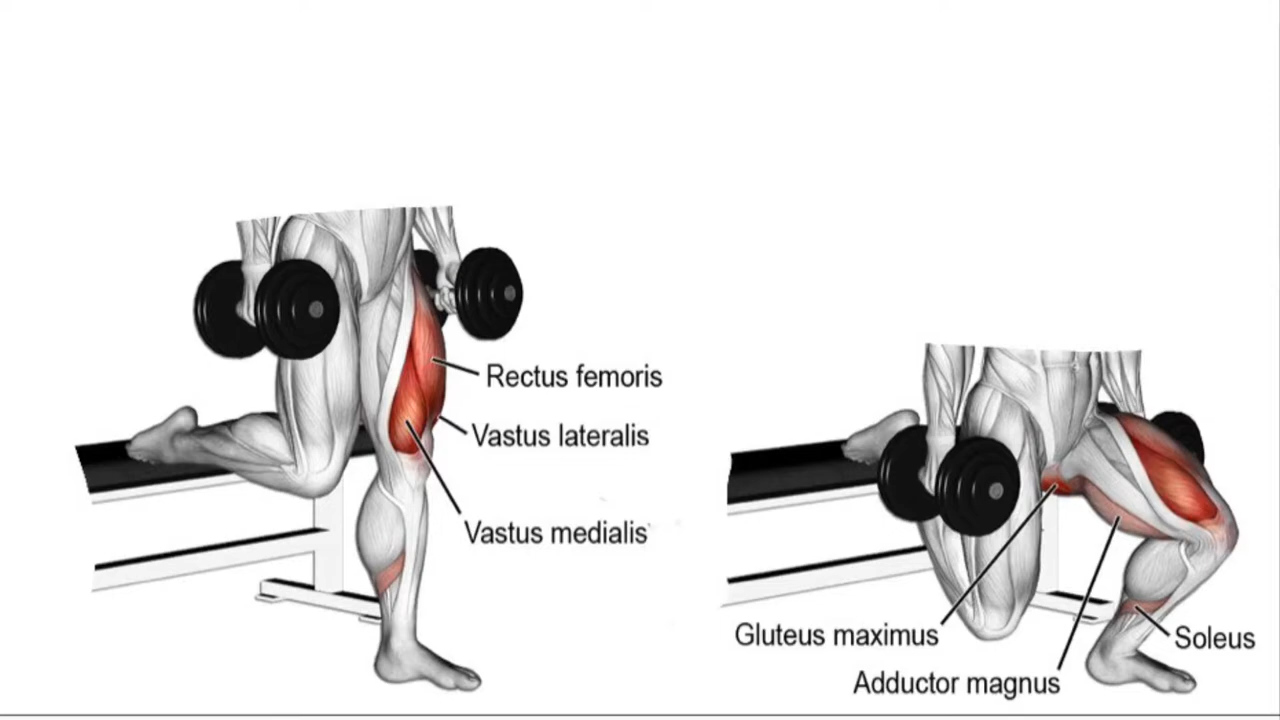 Rectus femoris
Vastus lateralis
Vastus medialis
Gluteus maximus
Soleus
Adductor magnus